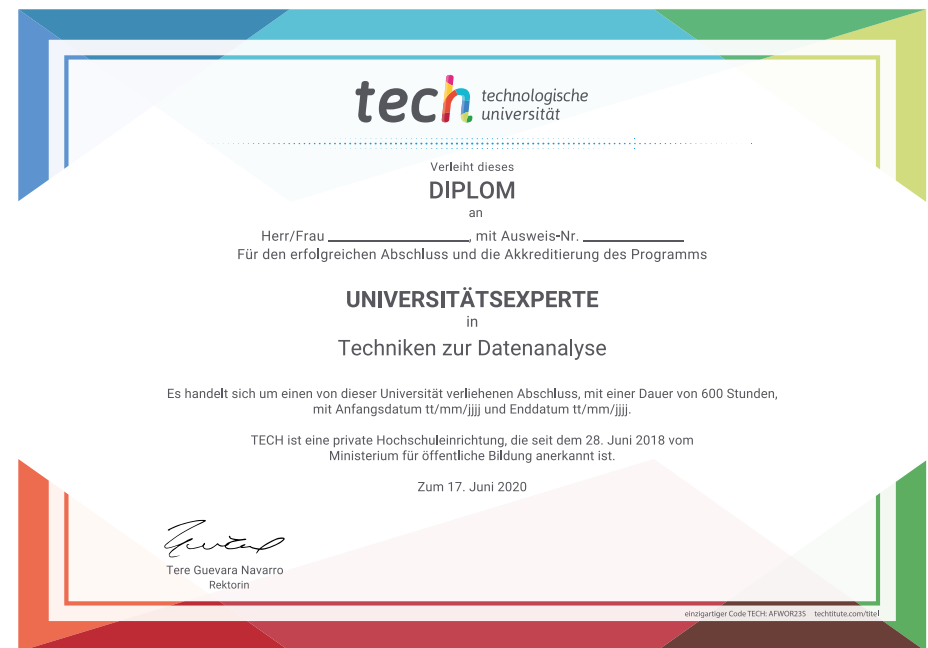 tech technologische
universität
Verleiht dieses
DIPLOM
an
Herr/Frau ____________________, mit Ausweis-Nr. ______________
Für den erfolgreichen Abschluss und die Akkreditierung des Programms
UNIVERSITÄTSEXPERTE
in
Techniken zur Datenanalyse
Es handelt sich um einen von dieser Universität verliehenen Abschluss, mit einer Dauer von 600 Stunden,
mit Anfangsdatum tt/mm/jjjj und Enddatum tt/mm/jjjj.
TECH ist eine private Hochschuleinrichtung, die seit dem 28. Juni 2018 vom
Ministerium für öffentliche Bildung anerkannt ist.
Zum 17. Juni 2020
Tere Guevara Navarro
Rektorin
einzigartiger Code TECH: AFWOR23S techtitute.com/titel